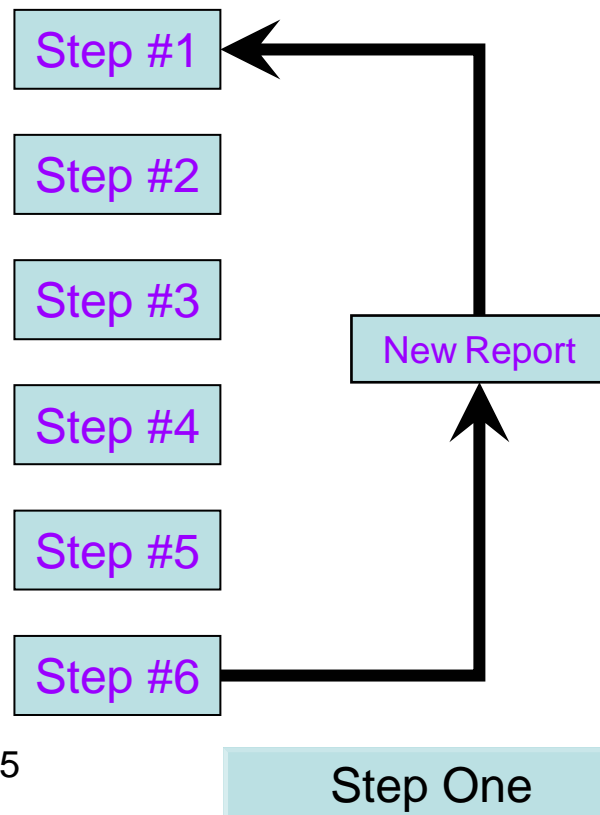 Step #1
Step #2
Step #3
New Report
Step #4
Step #5
Step #6
5
Step One